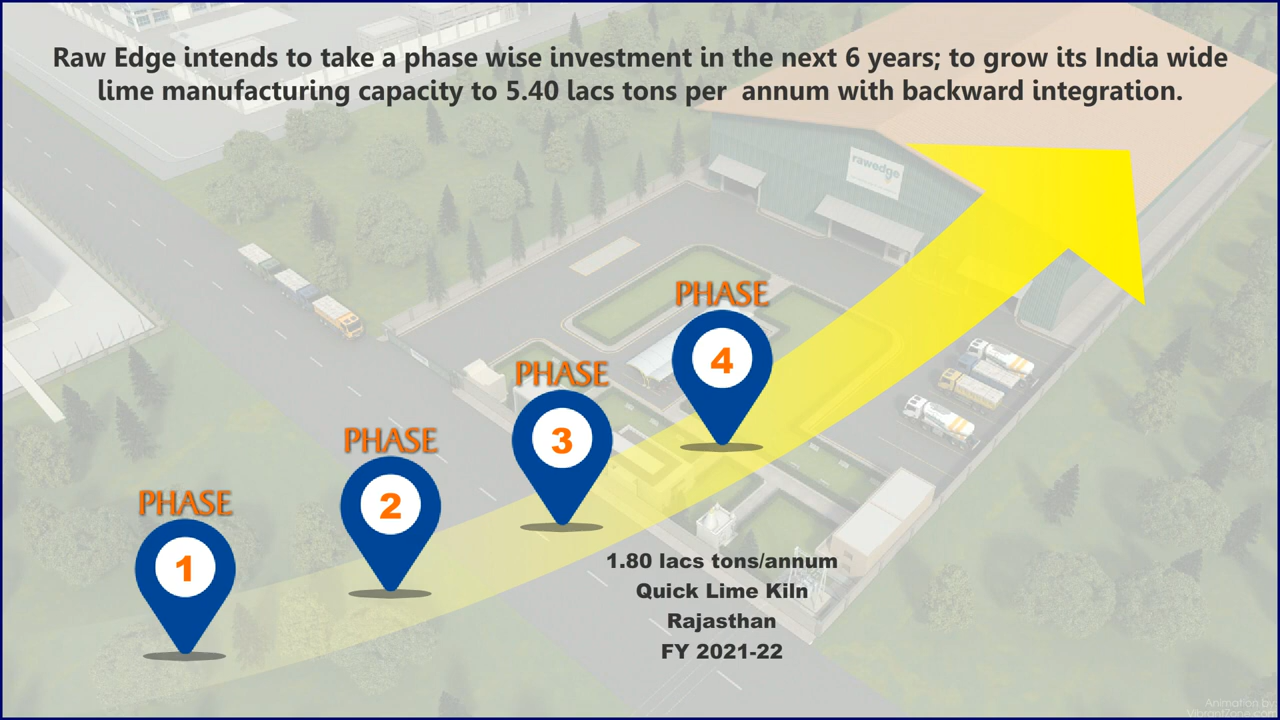 Raw Edge intends to take a phase wise investment in the next 6 years; to grow its India wide
lime manufacturing capacity to 5.40 lacs tons per annum with backward integration.
rawedge
PHASE
4
PHASE
3
PHASE
2
PHASE
1
1.80 lacs tons/annum
Quick Lime Kiln
Rajasthan
FY 2021-22
Animation by
VibrantZone.com